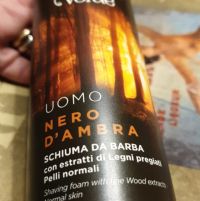 UOMO
NERO
D'AMBRA
SCHIUMA DA BARBA
con estratti di Legni pregiati
Pelli normali
Shaving foam with fine Wood extracts
Normal skin